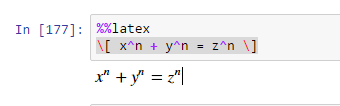 In [177]: %%latex
\[ x^n + y^n = z^n \]
xⁿ + yⁿ = zⁿ